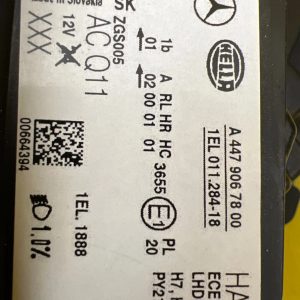 Made in Slovakia
SK
12V
XXX
AC Q11
ZGS005
00664394
1EL. 1888
1.0%
1b
01
A RL HR HC 3655
02 00 01 01
E1
PL
20
HELLA
A 447 906 78 00
1EL 011.284-18
HA
ECE
LHD
H7,
PY2